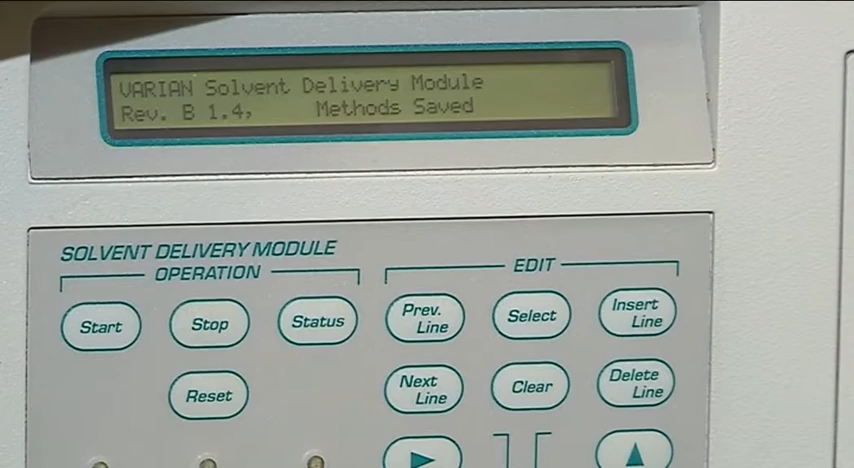 VARIAN Solvent Delivery Module
Rev. B 1.4, Methods Saved
SOLVENT DELIVERY MODULE
OPERATION
EDIT
Start
Stop
Status
Prev.
Line
Select
Insert
Line
Reset
Next
Line
Clear
Delete
Line